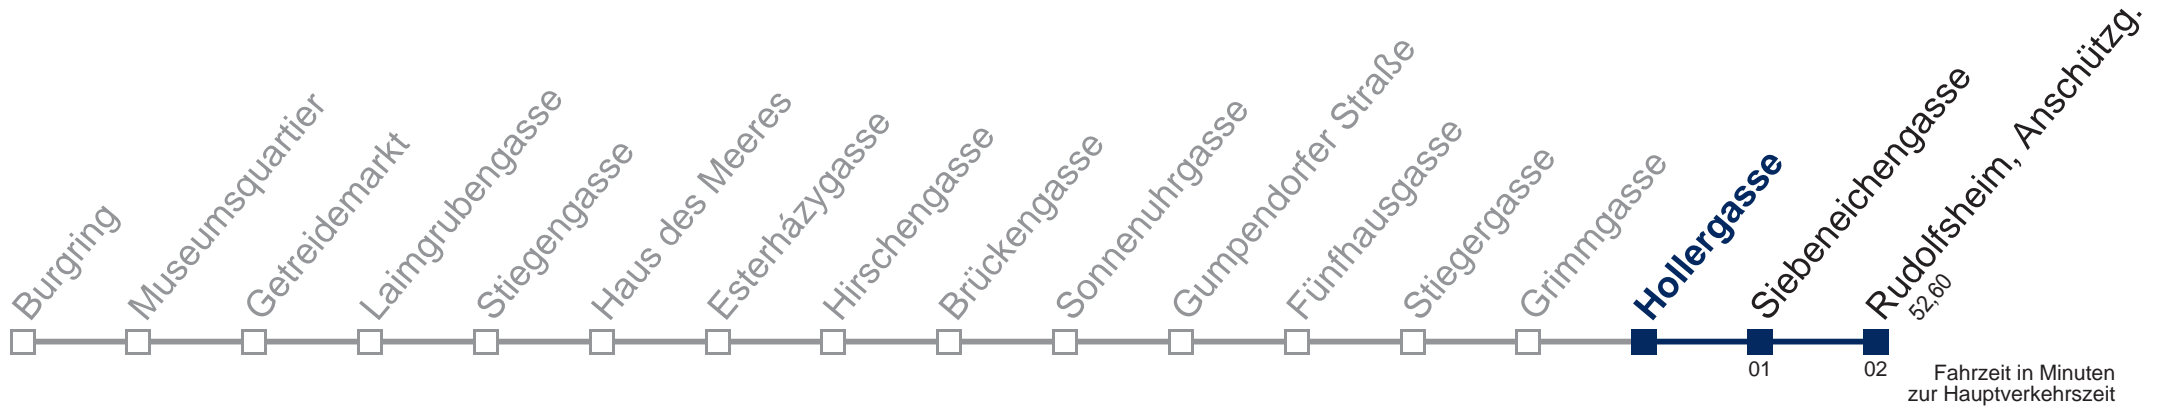 Burgring
Museumsquartier
Getreidemarkt
Laimgrubengasse
Stiegengasse
Haus des Meeres
Esterházygasse
Hirschengasse
Brückengasse
Sonnenuhrgasse
Gumpendorfer Straße
Fünfhausgasse
Stiegergasse
Grimmgasse
Hollergasse
Siebeneichengasse
Rudolfsheim, Anschützg.
52,60
01
02
Fahrzeit in Minuten
zur Hauptverkehrszeit